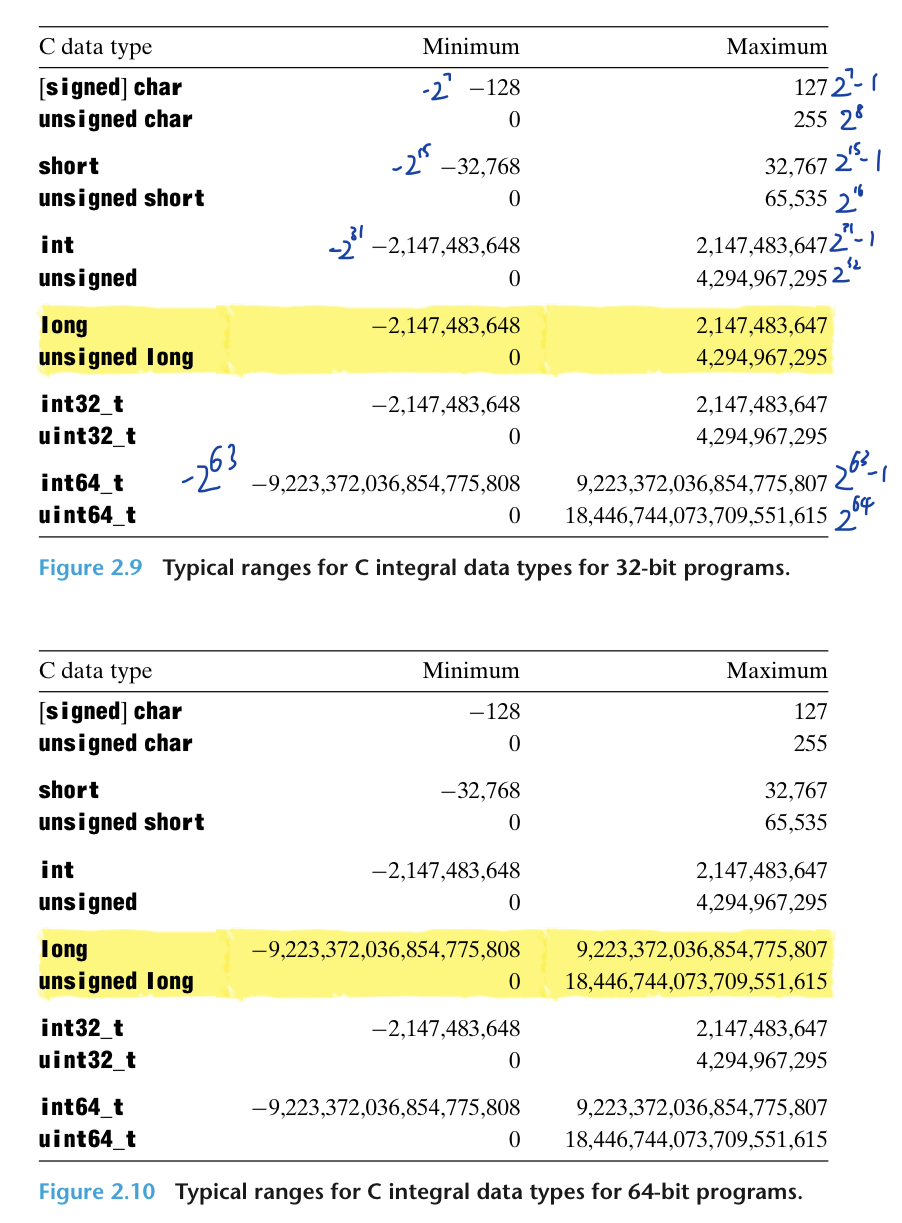 C data type Minimum Maximum
[signed] char -2^7 −128 127 2^7-1
unsigned char 0 255 2^8
short -2^15 −32,768 32,767 2^15-1
unsigned short 0 65,535 2^16
int -2^31 −2,147,483,648 2,147,483,647 2^31-1
unsigned 0 4,294,967,295 2^32
long −2,147,483,648 2,147,483,647
unsigned long 0 4,294,967,295
int32_t −2,147,483,648 2,147,483,647
uint32_t 0 4,294,967,295
int64_t -2^63 −9,223,372,036,854,775,808 9,223,372,036,854,775,807 2^63-1
uint64_t 0 18,446,744,073,709,551,615 2^64
Figure 2.9 Typical ranges for C integral data types for 32-bit programs.
C data type Minimum Maximum
[signed] char −128 127
unsigned char 0 255
short −32,768 32,767
unsigned short 0 65,535
int −2,147,483,648 2,147,483,647
unsigned 0 4,294,967,295
long −9,223,372,036,854,775,808 9,223,372,036,854,775,807
unsigned long 0 18,446,744,073,709,551,615
int32_t −2,147,483,648 2,147,483,647
uint32_t 0 4,294,967,295
int64_t −9,223,372,036,854,775,808 9,223,372,036,854,775,807
uint64_t 0 18,446,744,073,709,551,615
Figure 2.10 Typical ranges for C integral data types for 64-bit programs.